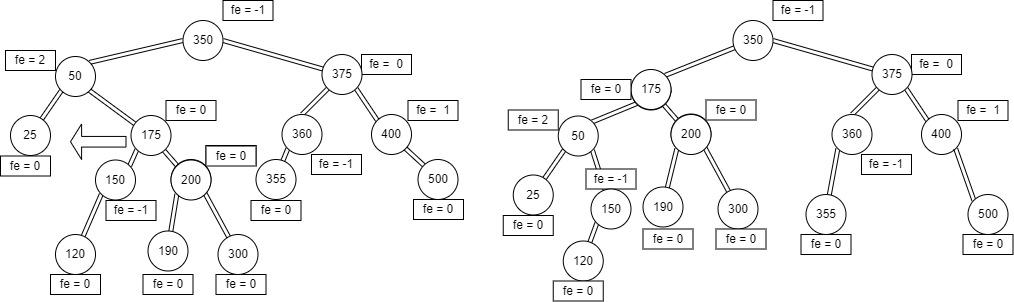 fe = -1
350
fe = 2
50
375
fe = 0
25
fe = 0
175
fe = 0
360
fe = -1
400
fe = 1
150
fe = -1
200
fe = 0
355
fe = 0
500
fe = 0
120
fe = 0
190
fe = 0
300
fe = 0
fe = -1
350
fe = 0
175
375
fe = 0
fe = 2
50
200
fe = 0
360
fe = -1
400
fe = 1
25
fe = 0
fe = -1
150
190
fe = 0
300
fe = 0
355
fe = 0
500
fe = 0
120
fe = 0